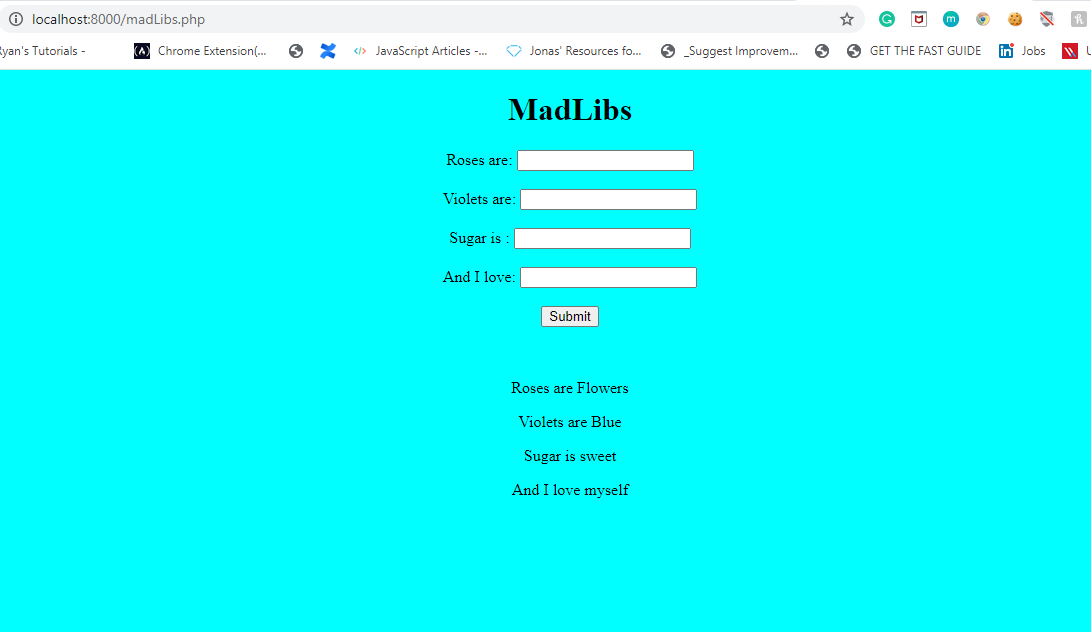 localhost:8000/madLibs.php
Ryan's Tutorials -
Chrome Extension(...
JavaScript Articles -...
Jonas' Resources fo...
_Suggest Improvem...
GET THE FAST GUIDE
Jobs
MadLibs
Roses are:
Violets are:
Sugar is :
And I love:
Submit
Roses are Flowers
Violets are Blue
Sugar is sweet
And I love myself